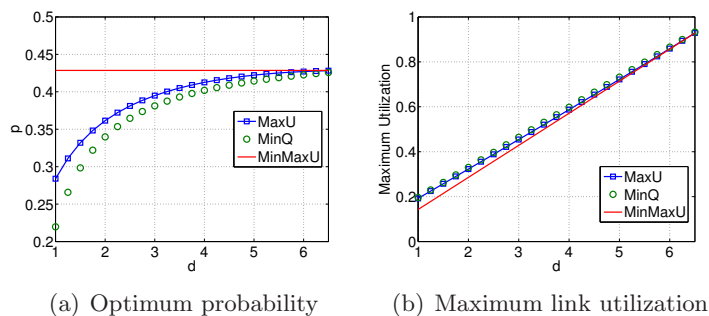 0.5
0.45
0.4
0.35
0.3
0.25
0.2
p
1 2 3 4 5 6
d
MaxU
MinQ
MinMaxU
(a) Optimum probability
1
0.8
0.6
0.4
0.2
0
Maximum Utilization
1 2 3 4 5 6
d
MaxU
MinQ
MinMaxU
(b) Maximum link utilization